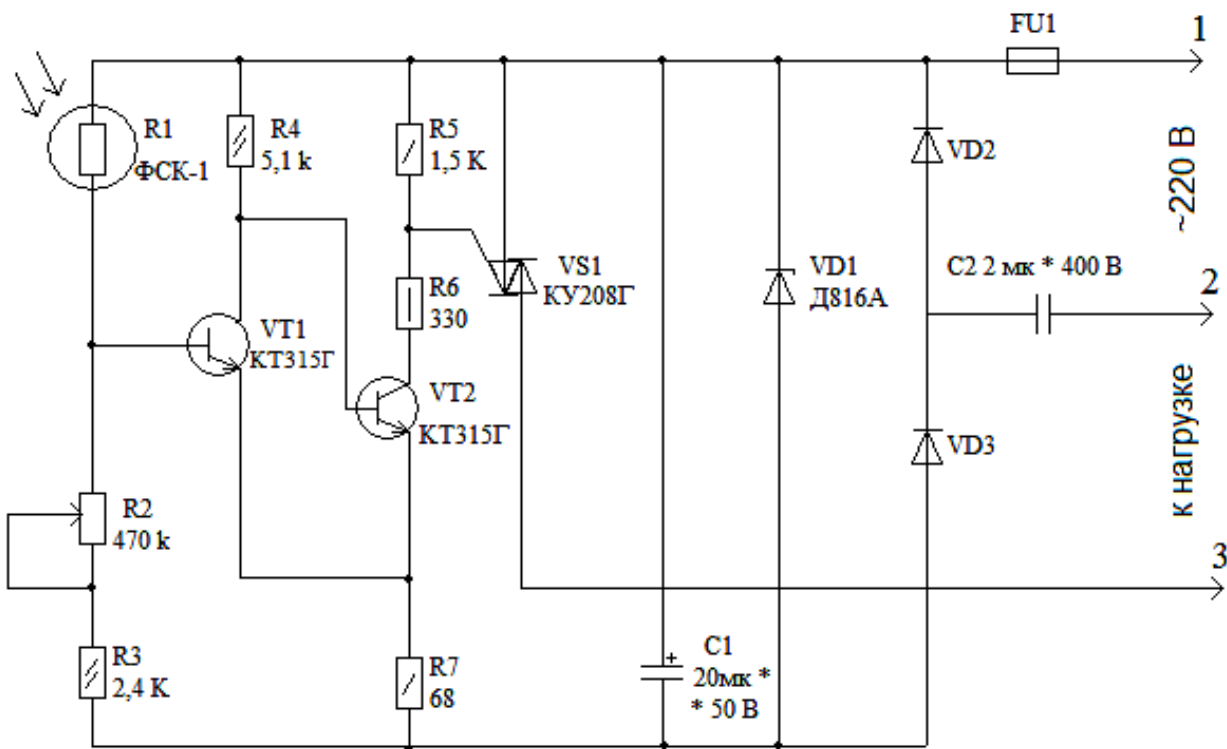 FU1
1
R1
ФСК-1
R4
5,1 k
R5
1,5 K
VD2
~220 В
VS1
КУ208Г
VD1
Д816А
C2 2 мк * 400 В
2
R6
330
VT1
КТ315Г
VT2
КТ315Г
VD3
к нагрузке
R2
470 k
3
R3
2,4 K
R7
68
C1
+
20мк *
* 50 В